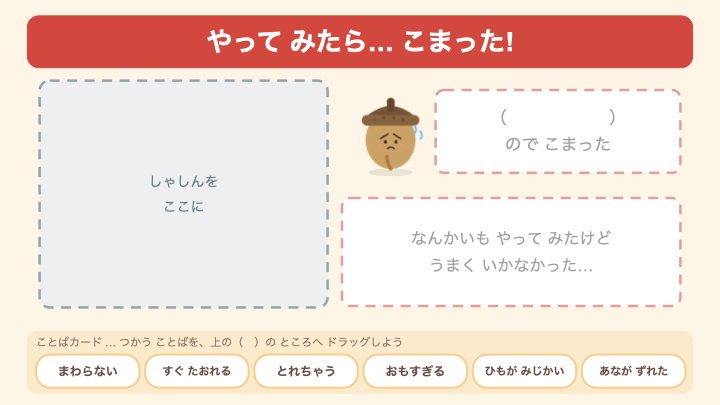 やって みたら… こまった!
しゃしんを
ここに
（　　　　　　）
ので こまった
なんかいも やって みたけど
うまく いかなかった…
ことばカード … つかう ことばを、上の（　）の ところへ ドラッグしよう
まわらない
すぐ たおれる
とれちゃう
おもすぎる
ひもが みじかい
あなが ずれた